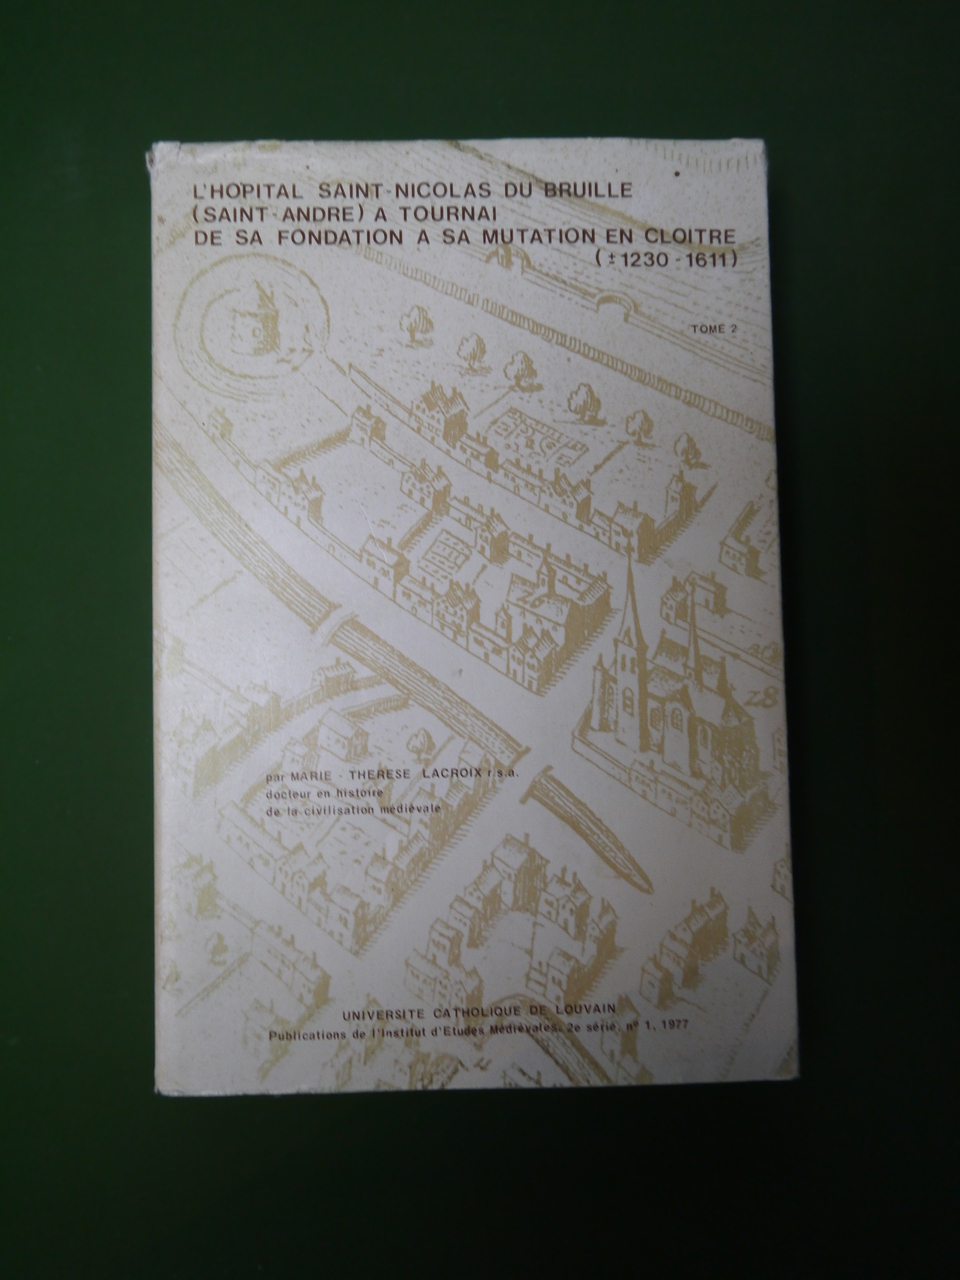 L'HOPITAL SAINT-NICOLAS DU BRUILLE
(SAINT-ANDRE) A TOURNAI
DE SA FONDATION A SA MUTATION EN CLOITRE
(±1230-1611)
TOME 2
28
par MARIE - THERESE LACROIX r.s.a.
docteur en histoire
de la civilisation médiévale
UNIVERSITE CATHOLIQUE DE LOUVAIN
Publications de l'Institut d'Etudes Médiévales, 2e série, n° 1, 1977